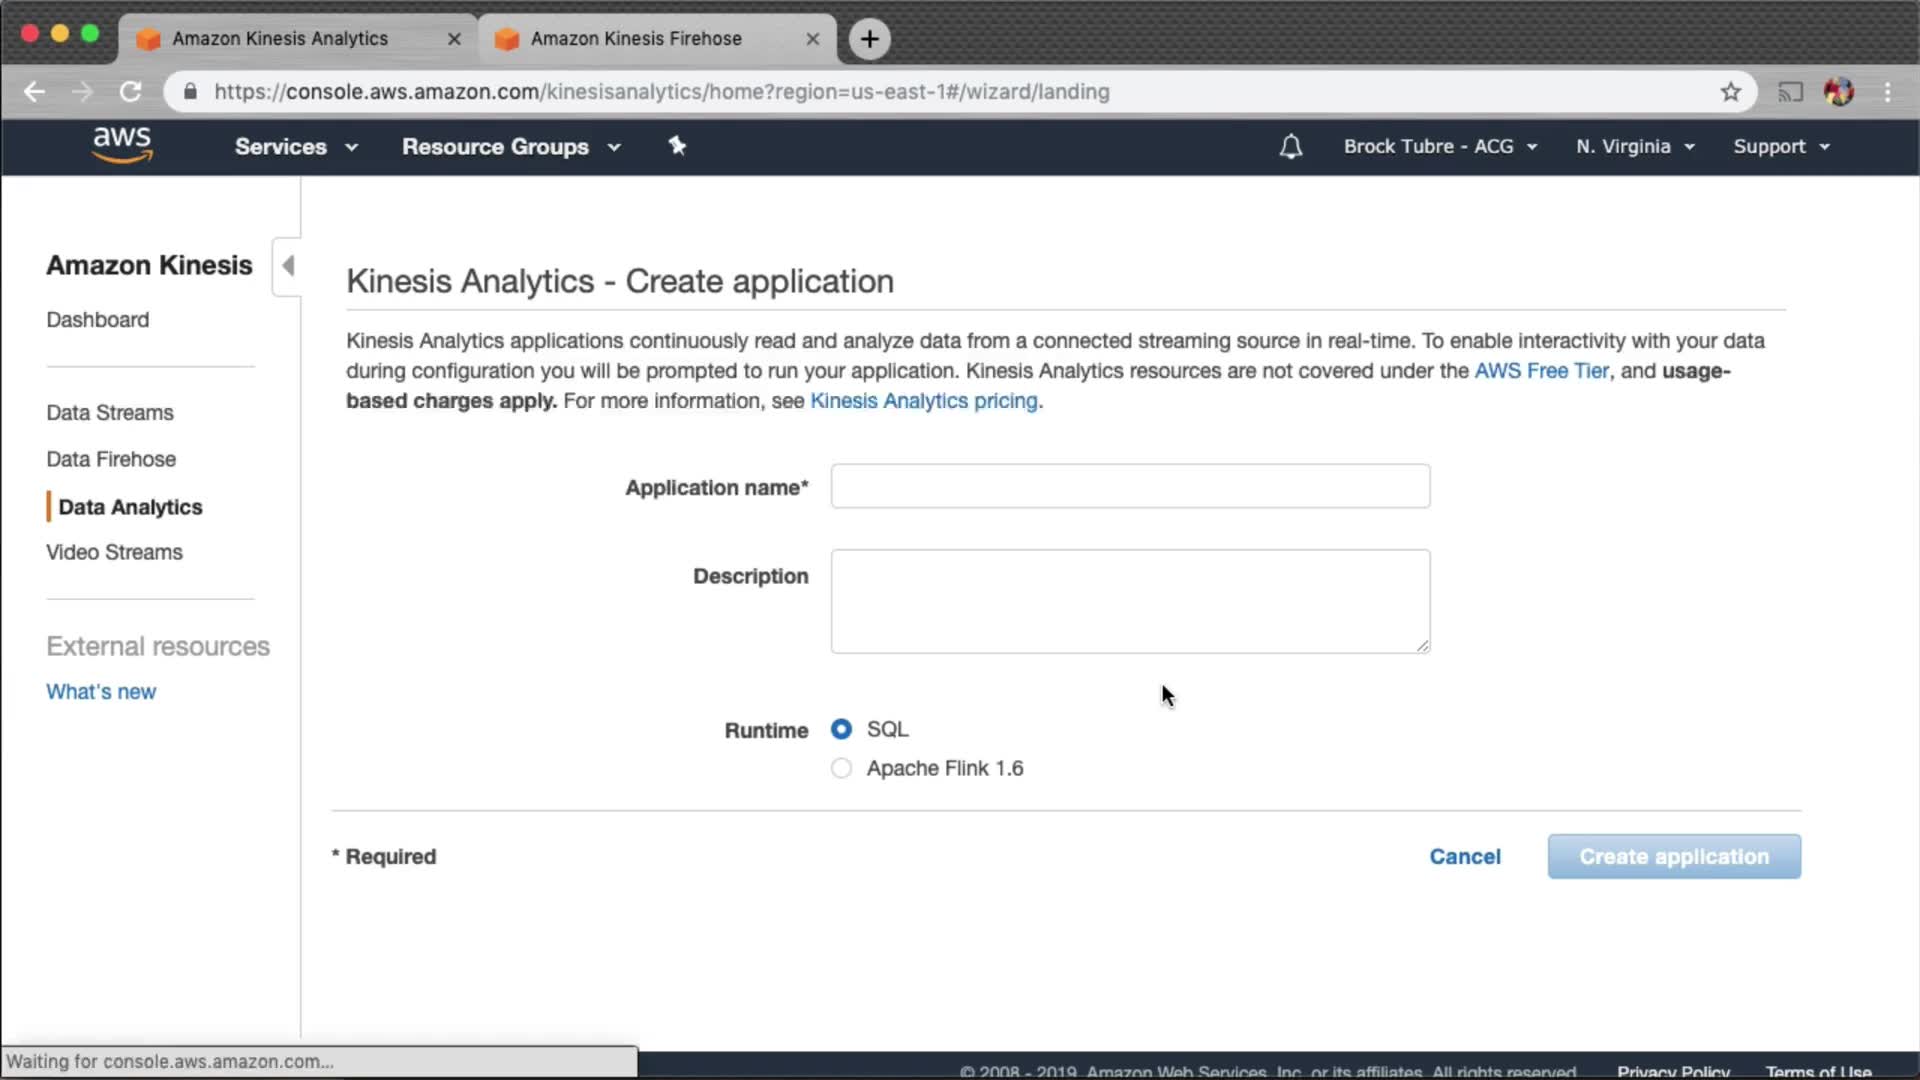 Amazon Kinesis Analytics
Amazon Kinesis Firehose
https://console.aws.amazon.com/kinesisanalytics/home?region=us-east-1#/wizard/landing
aws
Services
Resource Groups
Brock Tubre - ACG
N. Virginia
Support
Amazon Kinesis
Dashboard
Data Streams
Data Firehose
Data Analytics
Video Streams
External resources
What's new
Kinesis Analytics - Create application
Kinesis Analytics applications continuously read and analyze data from a connected streaming source in real-time. To enable interactivity with your data
during configuration you will be prompted to run your application. Kinesis Analytics resources are not covered under the AWS Free Tier, and usage-
based charges apply. For more information, see Kinesis Analytics pricing.
Application name*
Description
Runtime
SQL
Apache Flink 1.6
* Required
Cancel
Create application
Waiting for console.aws.amazon.com...
© 2008 - 2019, Amazon Web Services, Inc. or its affiliates. All rights reserved.
Privacy Policy
Terms of Use